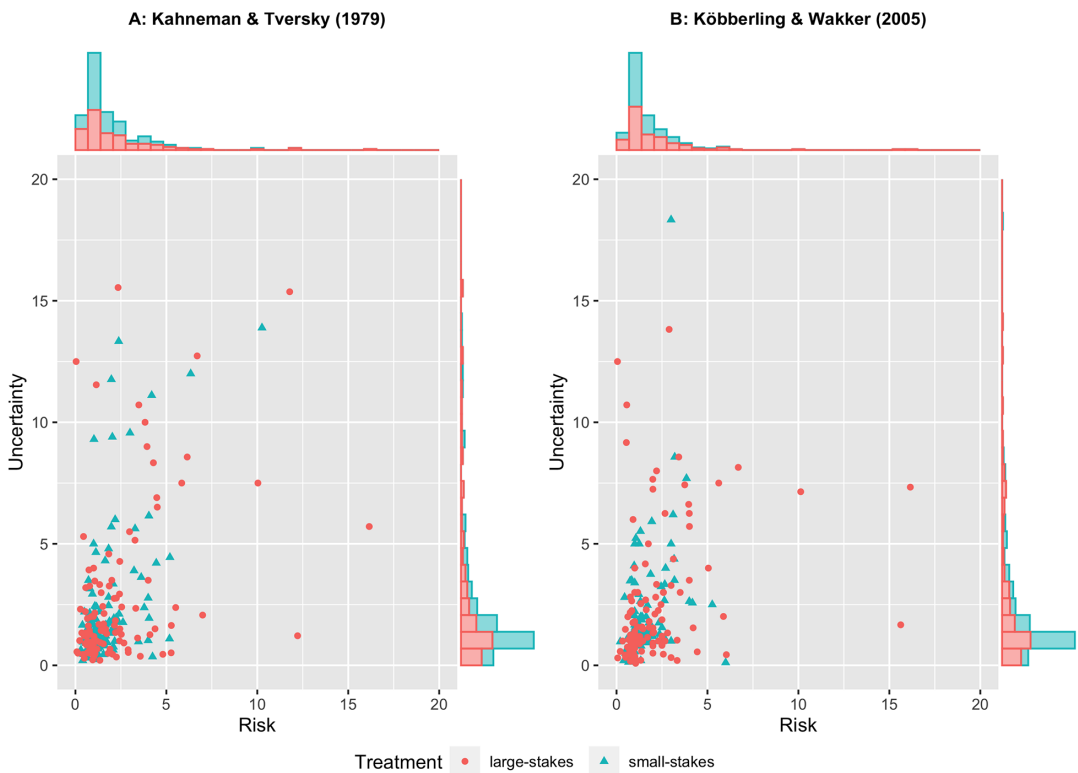 A: Kahneman & Tversky (1979)
B: Köbberling & Wakker (2005)
20
15
10
5
0
Uncertainty
0 5 10 15 20
Risk
20
15
10
5
0
Uncertainty
0 5 10 15 20
Risk
Treatment large-stakes small-stakes